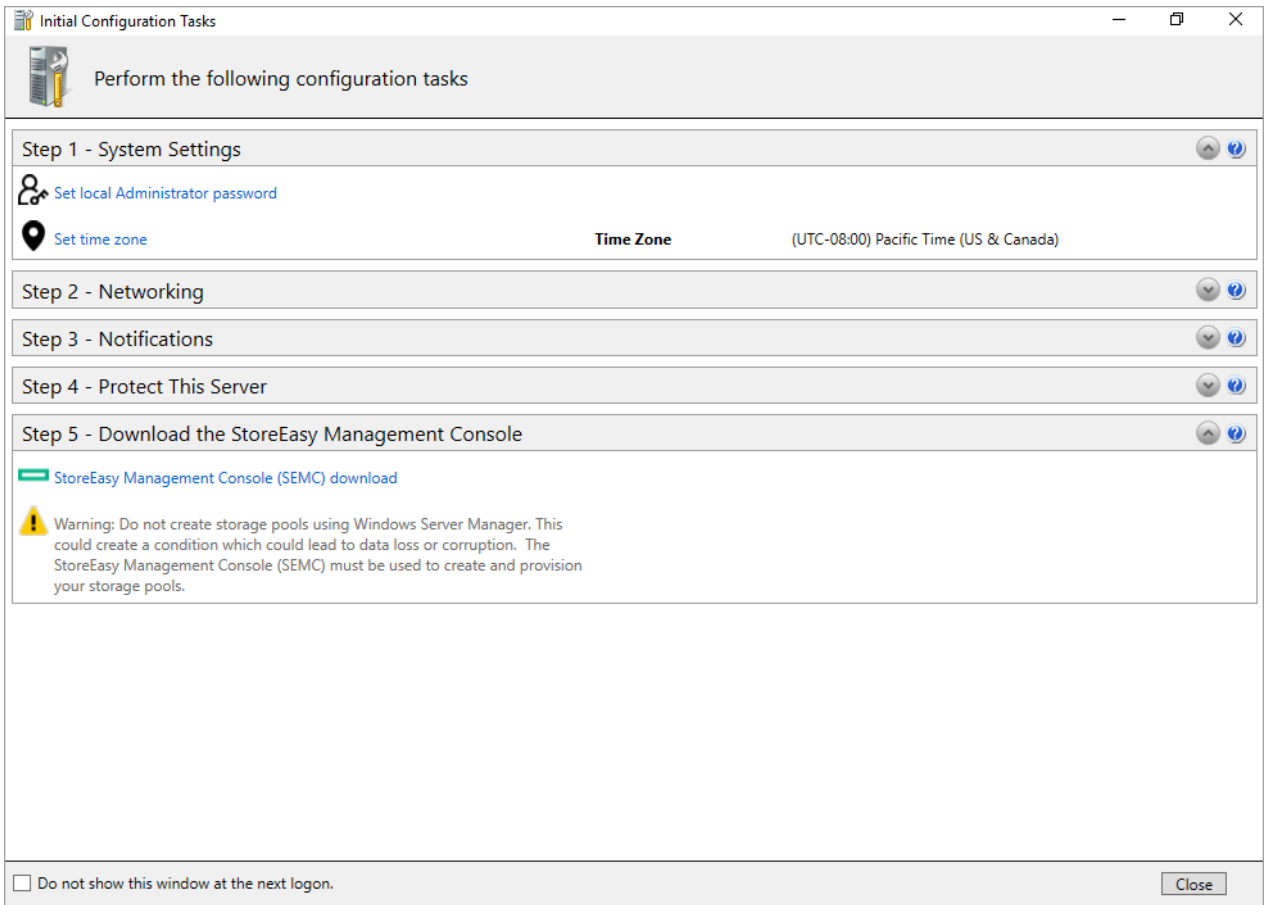 Initial Configuration Tasks
Perform the following configuration tasks
Step 1 - System Settings
Set local Administrator password
Set time zone
Time Zone
(UTC-08:00) Pacific Time (US & Canada)
Step 2 - Networking
Step 3 - Notifications
Step 4 - Protect This Server
Step 5 - Download the StoreEasy Management Console
StoreEasy Management Console (SEMC) download
Warning: Do not create storage pools using Windows Server Manager. This
could create a condition which could lead to data loss or corruption. The
StoreEasy Management Console (SEMC) must be used to create and provision
your storage pools.
Do not show this window at the next logon.
Close